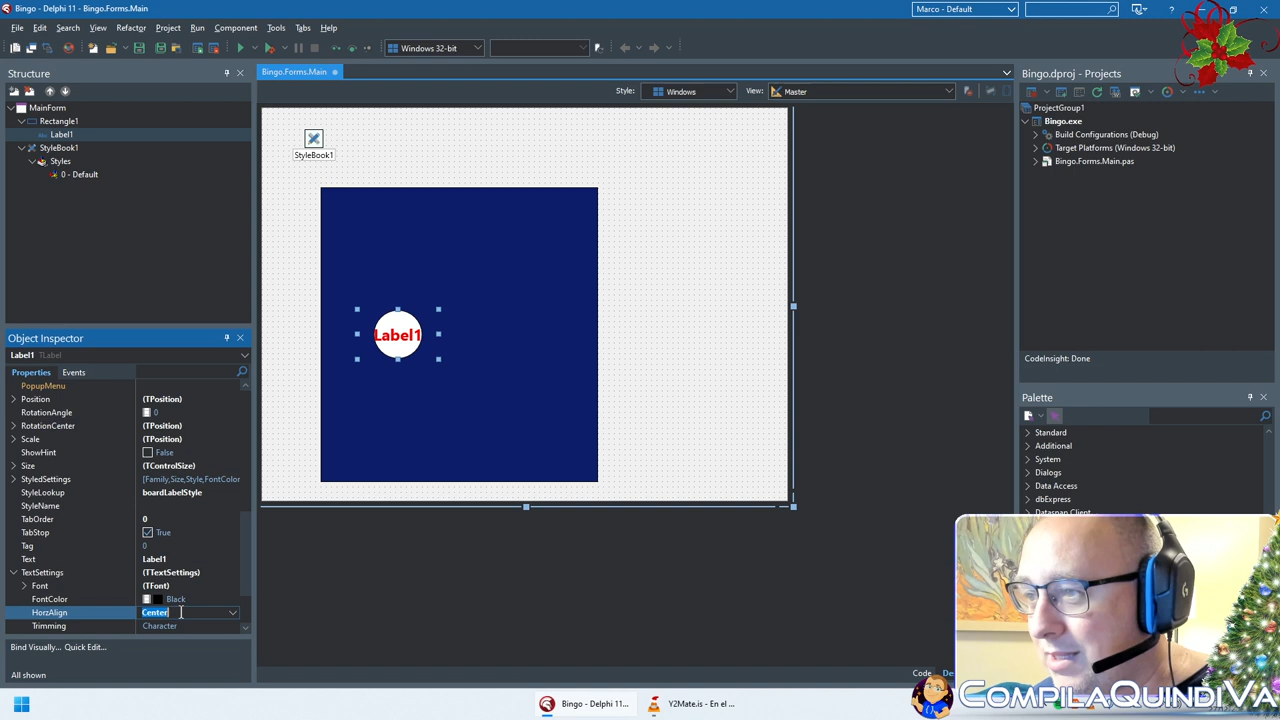 Bingo - Delphi 11 - Bingo.Forms.Main
Marco - Default
File Edit Search View Refactor Project Run Component Tools Tabs Help
Windows 32-bit
Structure
MainForm
Rectangle1
Label1
StyleBook1
Styles
0 - Default
Bingo.Forms.Main
Style: Windows View: Master
StyleBook1
Label1
Object Inspector
Label1 TLabel
Properties Events
PopupMenu
Position (TPosition)
RotationAngle 0
RotationCenter (TPosition)
Scale (TPosition)
ShowHint False
Size (TControlSize)
StyledSettings [Family,Size,Style,FontColor
StyleLookup boardLabelStyle
StyleName
TabOrder 0
TabStop True
Tag 0
Text Label1
TextSettings (TTextSettings)
Font (TFont)
FontColor Black
HorzAlign Center
Trimming Character
Bind Visually... Quick Edit...
All shown
Code De
Bingo.dproj - Projects
ProjectGroup1
Bingo.exe
Build Configurations (Debug)
Target Platforms (Windows 32-bit)
Bingo.Forms.Main.pas
CodeInsight: Done
Palette
Standard
Additional
System
Dialogs
Data Access
dbExpress
Datasnap Client
CompilaQuindiVa
Bingo - Delphi 11...
Y2Mate.is - En el ...